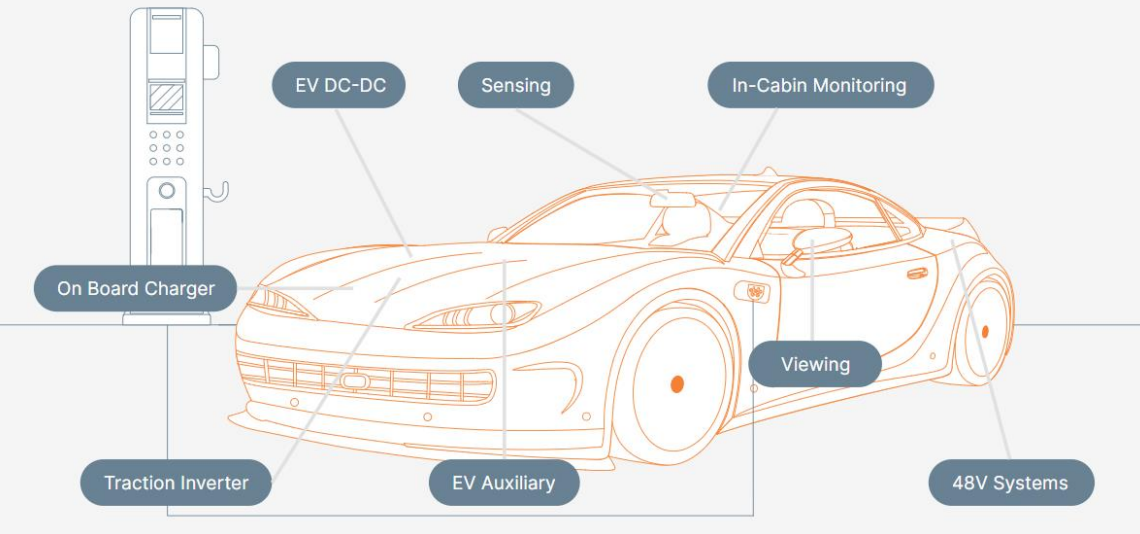 EV DC-DC
Sensing
In-Cabin Monitoring
On Board Charger
Viewing
Traction Inverter
EV Auxiliary
48V Systems